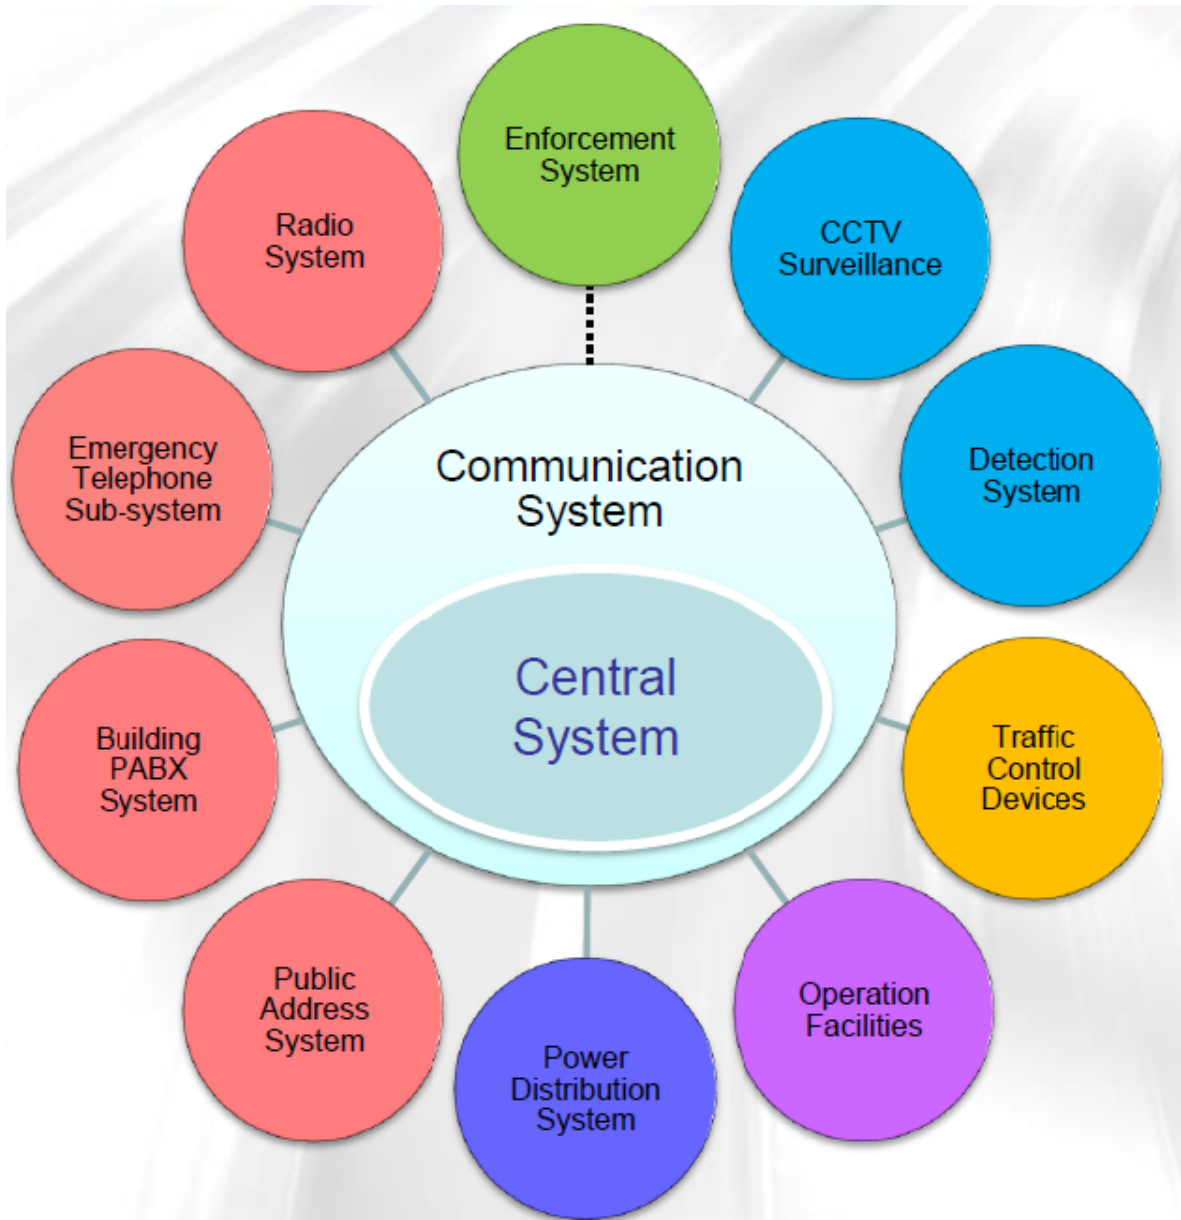 Enforcement
System
CCTV
Surveillance
Detection
System
Traffic
Control
Devices
Operation
Facilities
Power
Distribution
System
Public
Address
System
Building
PABX
System
Emergency
Telephone
Sub-system
Radio
System
Communication
System
Central
System